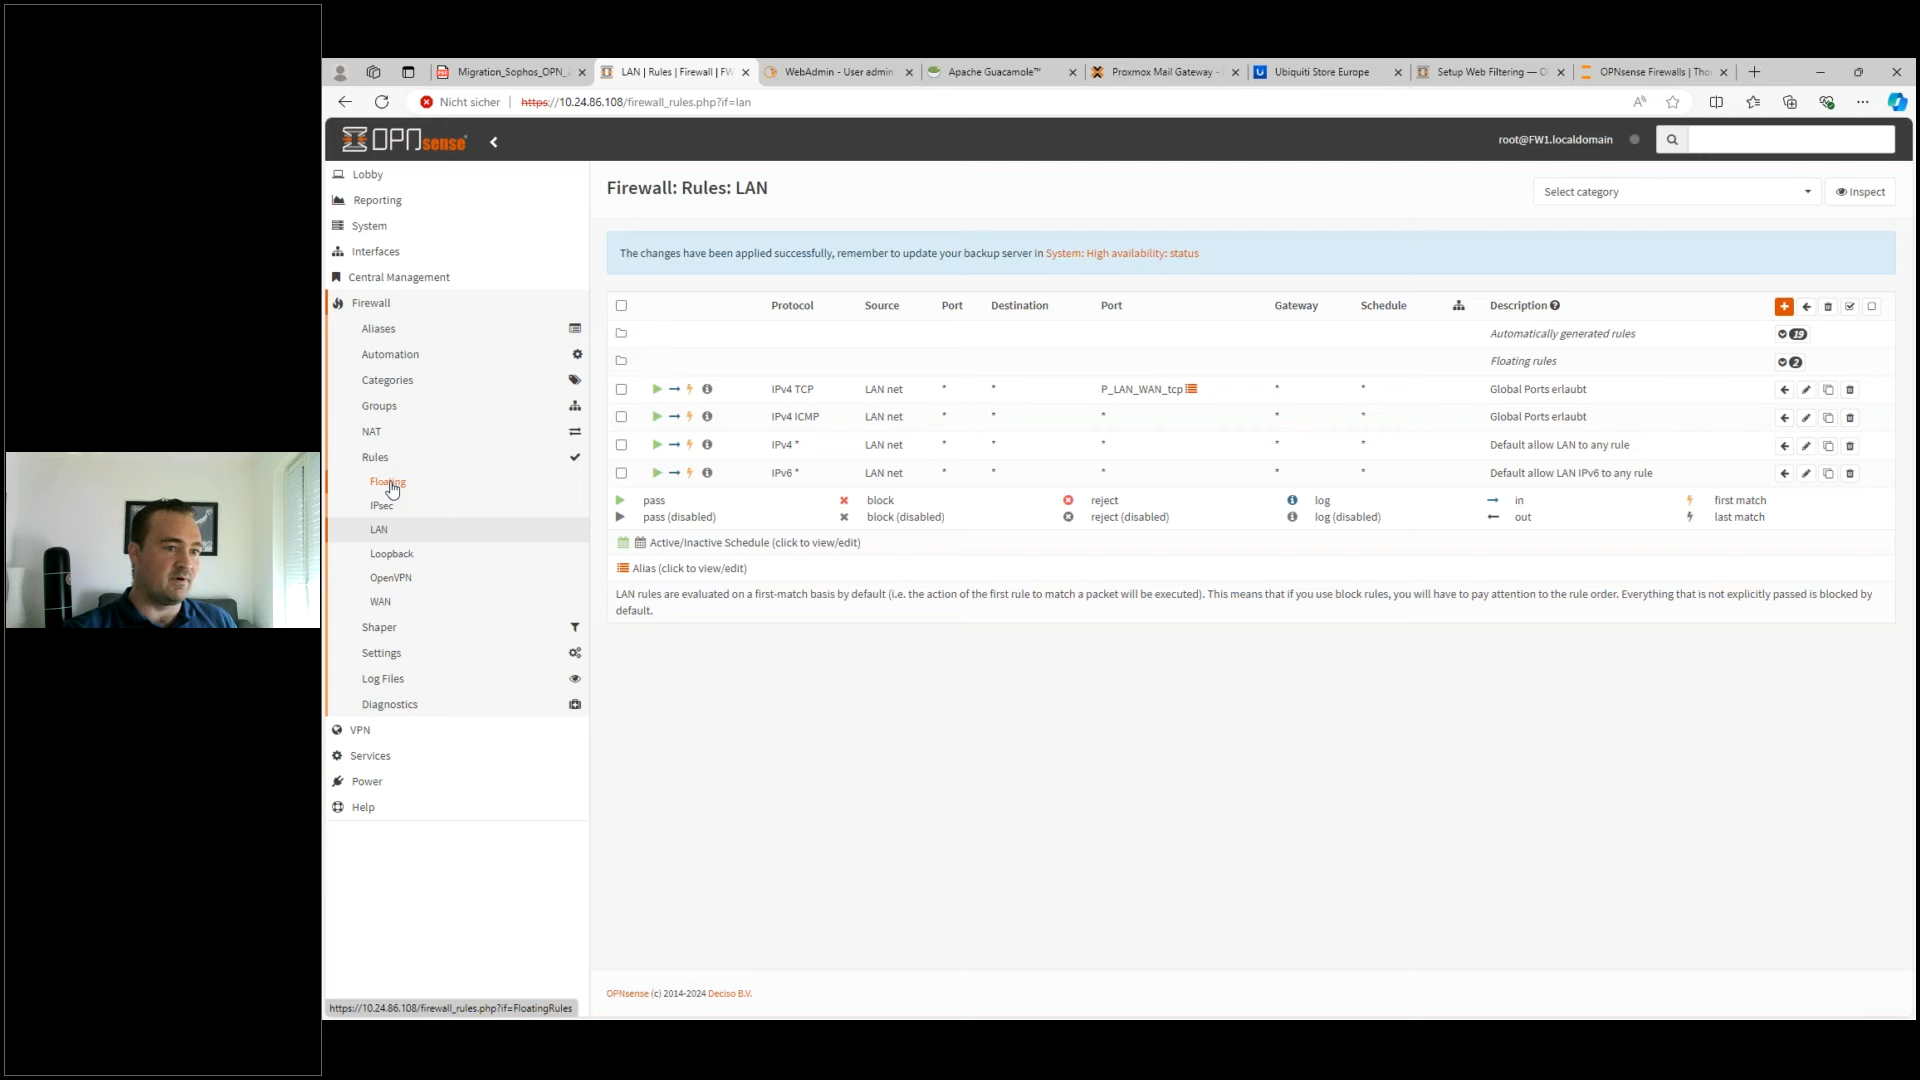 Migration_Sophos_OPN_
LAN | Rules | Firewall | FW
WebAdmin - User admin
Apache Guacamole™
Proxmox Mail Gateway -
Ubiquiti Store Europe
Setup Web Filtering — O
OPNsense Firewalls | Tho
Nicht sicher
https://10.24.86.108/firewall_rules.php?if=lan
OPNsense
root@FW1.localdomain
Lobby
Reporting
System
Interfaces
Central Management
Firewall
Aliases
Automation
Categories
Groups
NAT
Rules
Floating
IPsec
LAN
Loopback
OpenVPN
WAN
Shaper
Settings
Log Files
Diagnostics
VPN
Services
Power
Help
https://10.24.86.108/firewall_rules.php?if=FloatingRules
Firewall: Rules: LAN
Select category
Inspect
The changes have been applied successfully, remember to update your backup server in System: High availability: status
Protocol Source Port Destination Port Gateway Schedule Description
Automatically generated rules 19
Floating rules 2
IPv4 TCP LAN net * * P_LAN_WAN_tcp * * Global Ports erlaubt
IPv4 ICMP LAN net * * * * * Global Ports erlaubt
IPv4 * LAN net * * * * * Default allow LAN to any rule
IPv6 * LAN net * * * * * Default allow LAN IPv6 to any rule
pass block reject log in first match
pass (disabled) block (disabled) reject (disabled) log (disabled) out last match
Active/Inactive Schedule (click to view/edit)
Alias (click to view/edit)
LAN rules are evaluated on a first-match basis by default (i.e. the action of the first rule to match a packet will be executed). This means that if you use block rules, you will have to pay attention to the rule order. Everything that is not explicitly passed is blocked by
default.
OPNsense (c) 2014-2024 Deciso B.V.